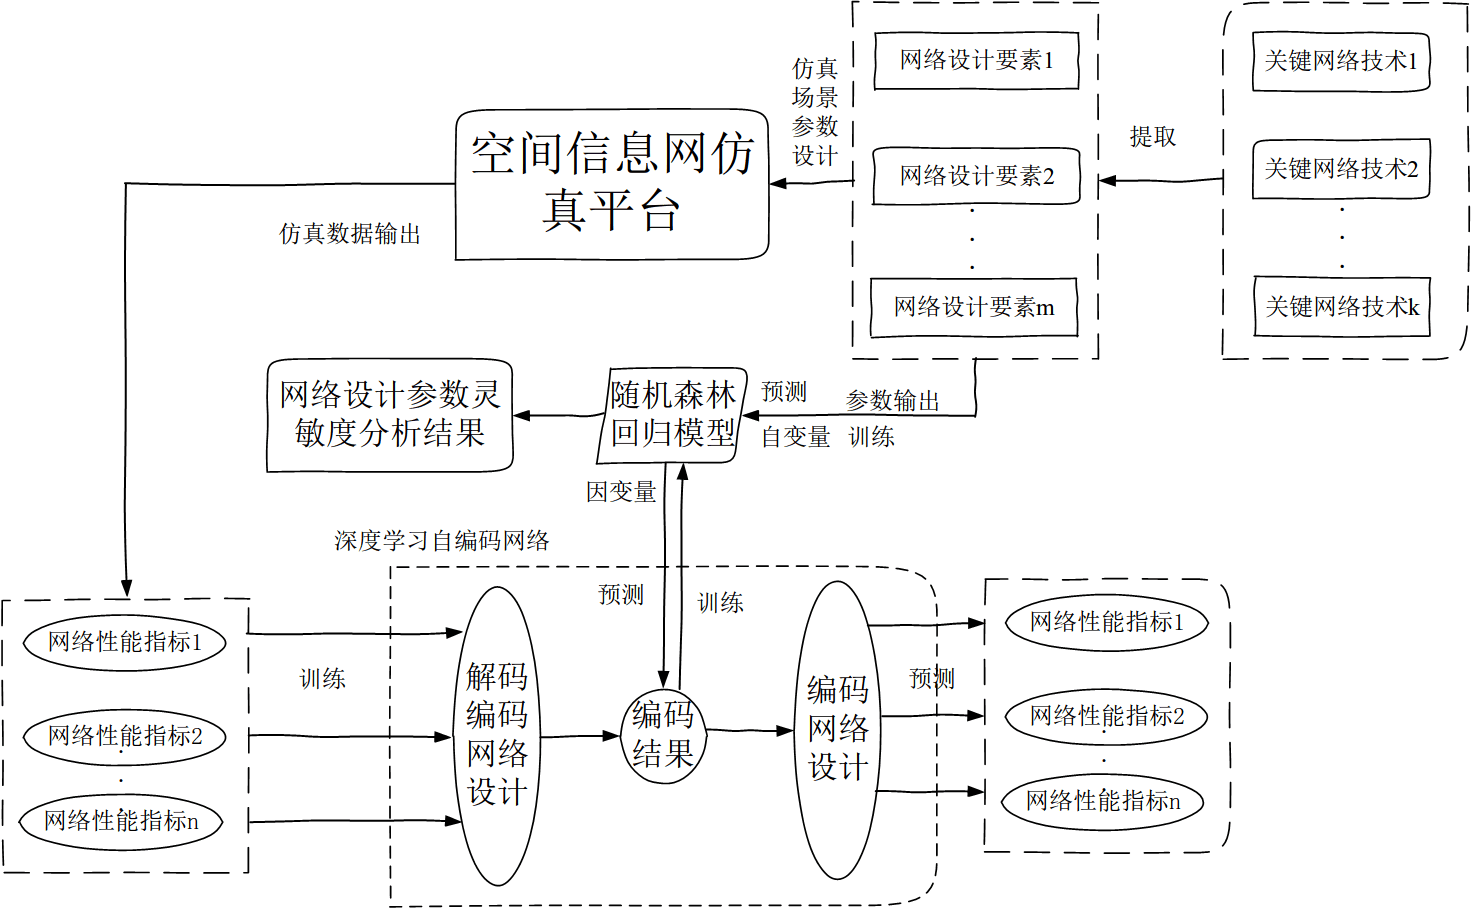 仿真
场景
参数
设计
网络设计要素1
网络设计要素2
网络设计要素m
提取
关键网络技术1
关键网络技术2
关键网络技术k
空间信息网仿
真平台
仿真数据输出
网络设计参数灵
敏度分析结果
随机森林
回归模型
预测
自变量
参数输出
训练
因变量
深度学习自编码网络
预测
训练
网络性能指标1
网络性能指标2
网络性能指标n
训练
解码
编码
网络
设计
编码
结果
编码
网络
设计
预测
网络性能指标1
网络性能指标2
网络性能指标n